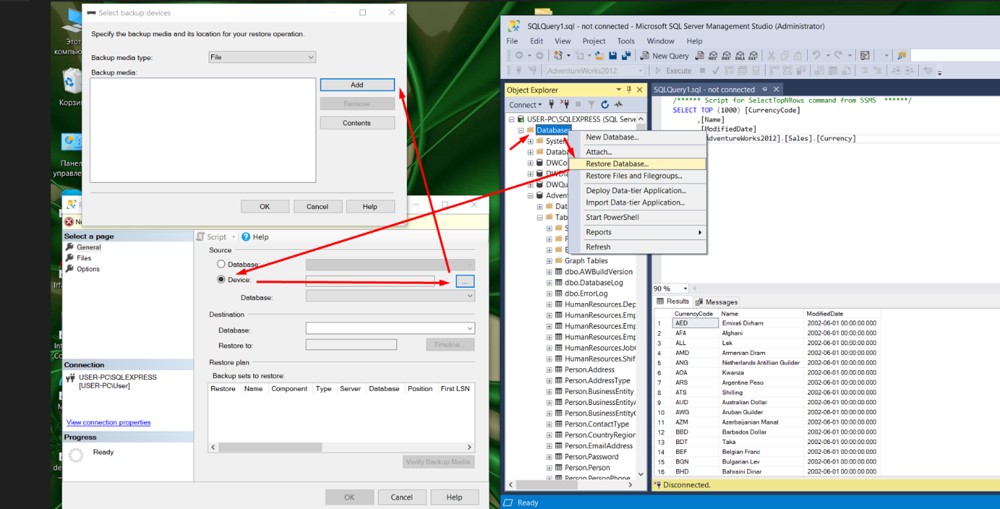 Select backup devices
Specify the backup media and its location for your restore operation.
Backup media type:
File
Backup media:
Add
Remove
Contents
OK
Cancel
Help
Select a page
General
Files
Options
Script
Help
Source
Database:
Device:
...
Database:
Destination
Database:
Restore to:
Timeline...
Restore plan
Backup sets to restore:
Restore Name Component Type Server Database Position First LSN
Verify Backup Media
Connection
USER-PC\SQLEXPRESS
[USER-PC\User]
View connection properties
Progress
Ready
OK
Cancel
Help
SQLQuery1.sql - not connected - Microsoft SQL Server Management Studio (Administrator)
File Edit View Project Tools Window Help
New Query
MDX DMX XMLA DAX
AdventureWorks2012
Execute
Object Explorer
Connect
USER-PC\SQLEXPRESS (SQL Serve
Databases
System
Databa
DWCo
DWDia
DWQu
Advent
Dat
Tab
Graph Tables
dbo.AWBuildVersion
dbo.DatabaseLog
dbo.ErrorLog
HumanResources.Dep
HumanResources.Emp
HumanResources.Emp
HumanResources.Emp
HumanResources.Job
HumanResources.Shif
Person.Address
Person.AddressType
Person.BusinessEntity
Person.BusinessEntityA
Person.BusinessEntityC
Person.ContactType
Person.CountryRegion
Person.EmailAddress
Person.Password
Person.Person
Person.PersonPhone
New Database...
Attach...
Restore Database...
Restore Files and Filegroups...
Deploy Data-tier Application...
Import Data-tier Application...
Start PowerShell
Reports
Refresh
SQLQuery1.sql - not connected
/****** Script for SelectTopNRows command from SSMS ******/
SELECT TOP (1000) [CurrencyCode]
,[Name]
[ModifiedDate]
AdventureWorks2012].[Sales].[Currency]
90 %
Results
Messages
CurrencyCode Name ModifiedDate
1 AED Emirati Dirham 2002-06-01 00:00:00.000
2 AFA Afghani 2002-06-01 00:00:00.000
3 ALL Lek 2002-06-01 00:00:00.000
4 AMD Armenian Dram 2002-06-01 00:00:00.000
5 ANG Netherlands Antillian Guilder 2002-06-01 00:00:00.000
6 AOA Kwanza 2002-06-01 00:00:00.000
7 ARS Argentine Peso 2002-06-01 00:00:00.000
8 ATS Shilling 2002-06-01 00:00:00.000
9 AUD Australian Dollar 2002-06-01 00:00:00.000
10 AWG Aruban Guilder 2002-06-01 00:00:00.000
11 AZM Azerbaijanian Manat 2002-06-01 00:00:00.000
12 BBD Barbados Dollar 2002-06-01 00:00:00.000
13 BDT Taka 2002-06-01 00:00:00.000
14 BEF Belgian Franc 2002-06-01 00:00:00.000
15 BGN Bulgarian Lev 2002-06-01 00:00:00.000
16 BHD Bahraini Dinar 2002-06-01 00:00:00.000
Disconnected.
Ready
Этот
компью
Корзин
Панел
управле